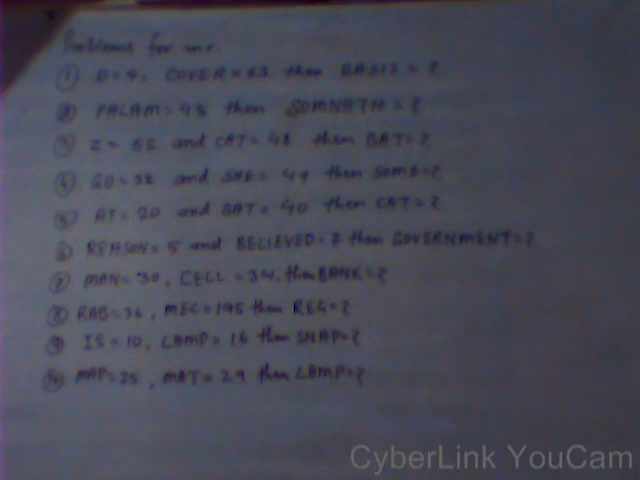 Problems for me.
① D=4, COVER=63 then BASIS=?
② PALAM=43 then SOMNATH=?
③ Z=52 and CAT=48 then BAT=?
④ GO=32 and SHE=49 then SOME=?
⑤ AT=20 and BAT=40 then CAT=?
⑥ REASON=5 and BELIEVED=7 then GOVERNMENT=?
⑦ MAN=30, CELL=34, then BANK=?
⑧ RAB=36, MEC=195 then REG=?
⑨ IS=10, LAMP=16 then SNAP=?
⑩ MAP=25, MAT=29 then LAMP=?
CyberLink YouCam